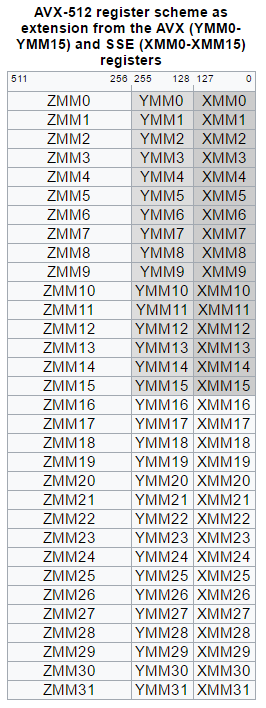 AVX-512 register scheme as
extension from the AVX (YMM0-
YMM15) and SSE (XMM0-XMM15)
registers
511 256 255 128 127 0
ZMM0 YMM0 XMM0
ZMM1 YMM1 XMM1
ZMM2 YMM2 XMM2
ZMM3 YMM3 XMM3
ZMM4 YMM4 XMM4
ZMM5 YMM5 XMM5
ZMM6 YMM6 XMM6
ZMM7 YMM7 XMM7
ZMM8 YMM8 XMM8
ZMM9 YMM9 XMM9
ZMM10 YMM10 XMM10
ZMM11 YMM11 XMM11
ZMM12 YMM12 XMM12
ZMM13 YMM13 XMM13
ZMM14 YMM14 XMM14
ZMM15 YMM15 XMM15
ZMM16 YMM16 XMM16
ZMM17 YMM17 XMM17
ZMM18 YMM18 XMM18
ZMM19 YMM19 XMM19
ZMM20 YMM20 XMM20
ZMM21 YMM21 XMM21
ZMM22 YMM22 XMM22
ZMM23 YMM23 XMM23
ZMM24 YMM24 XMM24
ZMM25 YMM25 XMM25
ZMM26 YMM26 XMM26
ZMM27 YMM27 XMM27
ZMM28 YMM28 XMM28
ZMM29 YMM29 XMM29
ZMM30 YMM30 XMM30
ZMM31 YMM31 XMM31